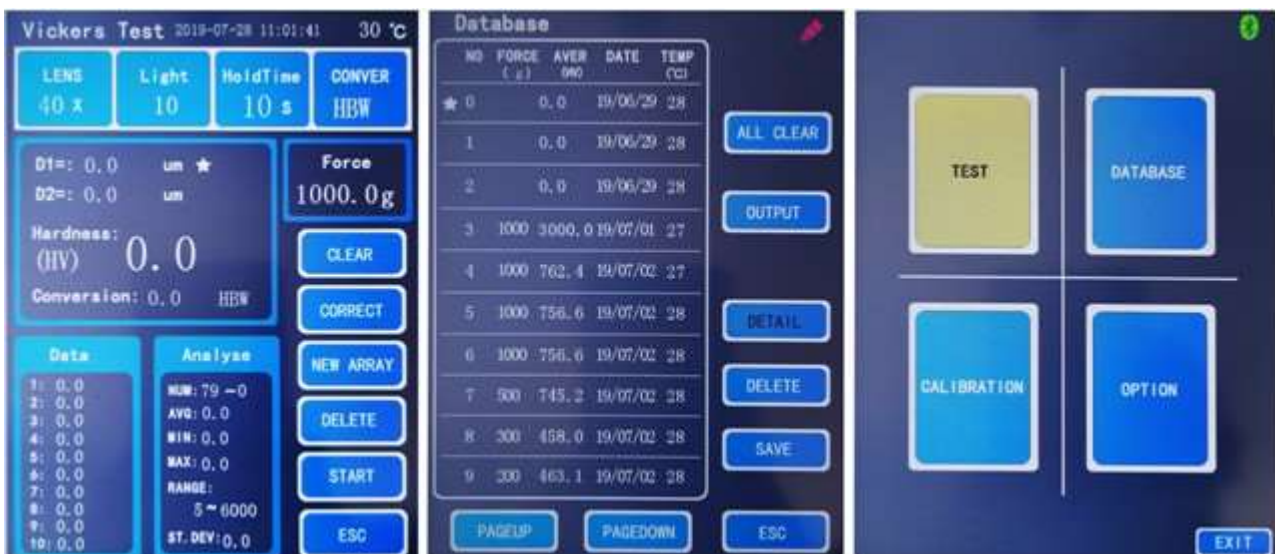 Vickers Test 2019-07-28 11:01:41 30 ℃
LENS Light HoldTime CONVER
40 x 10 10 s HBW
D1=: 0.0 um ★
D2=: 0.0 um
Force
1000.0g
Hardness:
(HV) 0.0
Conversion: 0.0 HBW
CLEAR
CORRECT
NEW ARRAY
DELETE
START
ESC
Data
1: 0.0
2: 0.0
3: 0.0
4: 0.0
5: 0.0
6: 0.0
7: 0.0
8: 0.0
9: 0.0
10: 0.0
Analyse
NUM: 79 -0
AVG: 0.0
MIN: 0.0
MAX: 0.0
RANGE:
5~6000
ST.DEV: 0.0
Database
NO FORCE AVER DATE TEMP
(g) (HV) (℃)
★ 0 0.0 19/06/29 28
1 0.0 19/06/29 28
2 0.0 19/06/29 28
3 1000 3000.0 19/07/01 27
4 1000 762.4 19/07/02 27
5 1000 756.6 19/07/02 28
6 1000 756.6 19/07/02 28
7 500 745.2 19/07/02 28
8 300 458.0 19/07/02 28
9 200 463.1 19/07/02 28
ALL CLEAR
OUTPUT
DETAIL
DELETE
SAVE
PAGEUP PAGEDOWN ESC
TEST DATABASE
CALIBRATION OPTION
EXIT